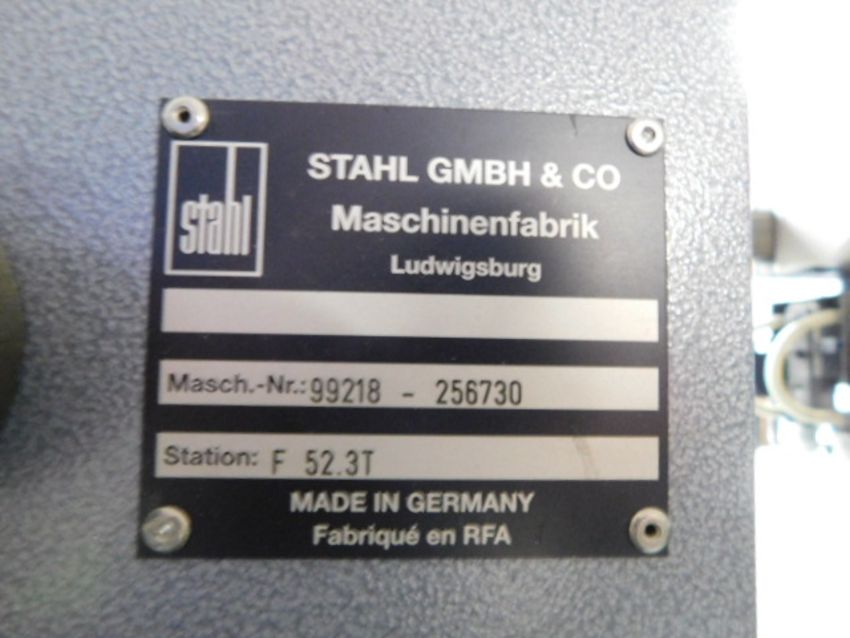 stahl
STAHL GMBH & CO
Maschinenfabrik
Ludwigsburg
Masch.-Nr.: 99218 - 256730
Station: F 52.3T
MADE IN GERMANY
Fabriqué en RFA